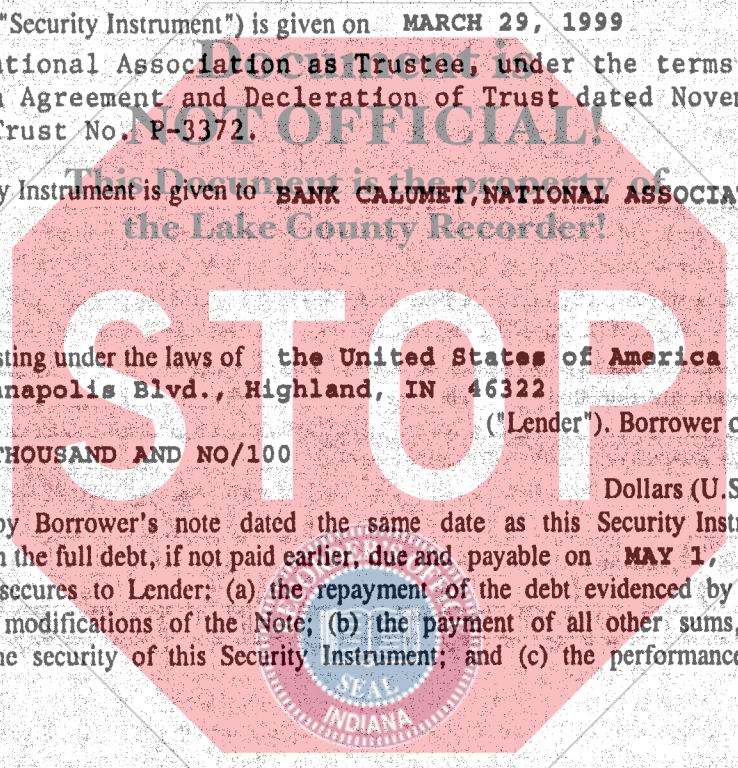 "Security Instrument") is given on MARCH 29, 1999
tional Association as Trustee, under the terms
Agreement and Decleration of Trust dated Novem
Trust No. P-3372.
Document is
NOT OFFICIAL!
This Document is the property of
the Lake County Recorder!
y Instrument is given to BANK CALUMET, NATIONAL ASSOCIAT
STOP
sting under the laws of the United States of America
napolis Blvd., Highland, IN 46322
("Lender"). Borrower o
THOUSAND AND NO/100
Dollars (U.S
by Borrower's note dated the same date as this Security Instr
n the full debt, if not paid earlier, due and payable on MAY 1,
secures to Lender: (a) the repayment of the debt evidenced by
modifications of the Note; (b) the payment of all other sums,
ne security of this Security Instrument; and (c) the performance
SEAL
INDIANA